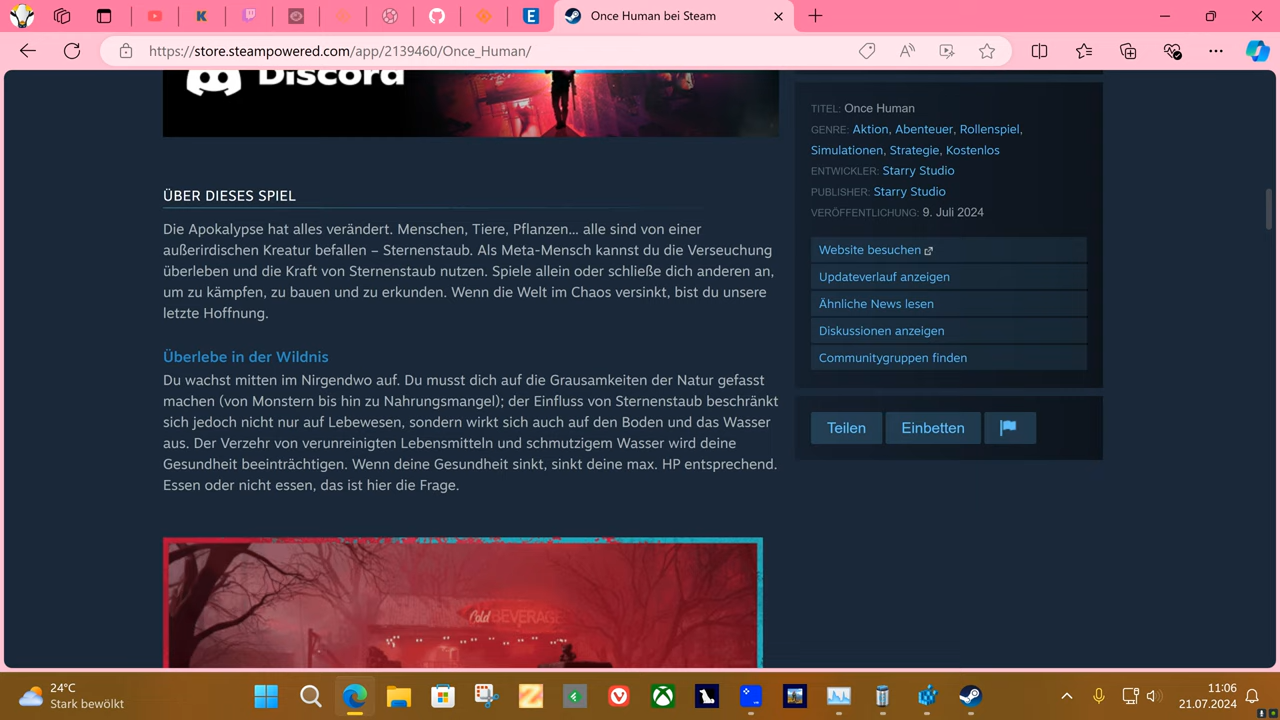 Once Human bei Steam
https://store.steampowered.com/app/2139460/Once_Human/
Discord
ÜBER DIESES SPIEL
Die Apokalypse hat alles verändert. Menschen, Tiere, Pflanzen... alle sind von einer
außerirdischen Kreatur befallen – Sternenstaub. Als Meta-Mensch kannst du die Verseuchung
überleben und die Kraft von Sternenstaub nutzen. Spiele allein oder schließe dich anderen an,
um zu kämpfen, zu bauen und zu erkunden. Wenn die Welt im Chaos versinkt, bist du unsere
letzte Hoffnung.
Überlebe in der Wildnis
Du wachst mitten im Nirgendwo auf. Du musst dich auf die Grausamkeiten der Natur gefasst
machen (von Monstern bis hin zu Nahrungsmangel); der Einfluss von Sternenstaub beschränkt
sich jedoch nicht nur auf Lebewesen, sondern wirkt sich auch auf den Boden und das Wasser
aus. Der Verzehr von verunreinigten Lebensmitteln und schmutzigem Wasser wird deine
Gesundheit beeinträchtigen. Wenn deine Gesundheit sinkt, sinkt deine max. HP entsprechend.
Essen oder nicht essen, das ist hier die Frage.
Cold BEVERAGE
TITEL: Once Human
GENRE: Aktion, Abenteuer, Rollenspiel,
Simulationen, Strategie, Kostenlos
ENTWICKLER: Starry Studio
PUBLISHER: Starry Studio
VERÖFFENTLICHUNG: 9. Juli 2024
Website besuchen
Updateverlauf anzeigen
Ähnliche News lesen
Diskussionen anzeigen
Communitygruppen finden
Teilen Einbetten
24°C
Stark bewölkt
11:06
21.07.2024